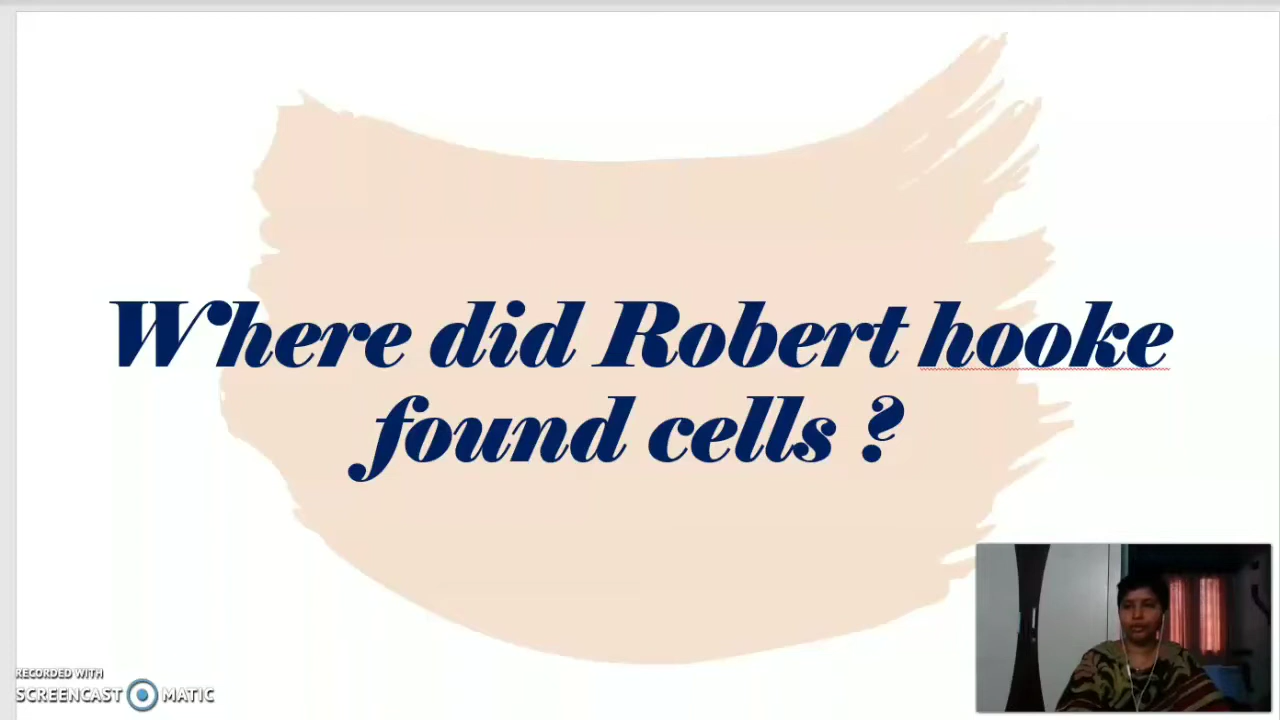 Where did Robert hooke
found cells ?
RECORDED WITH
SCREENCAST MATIC